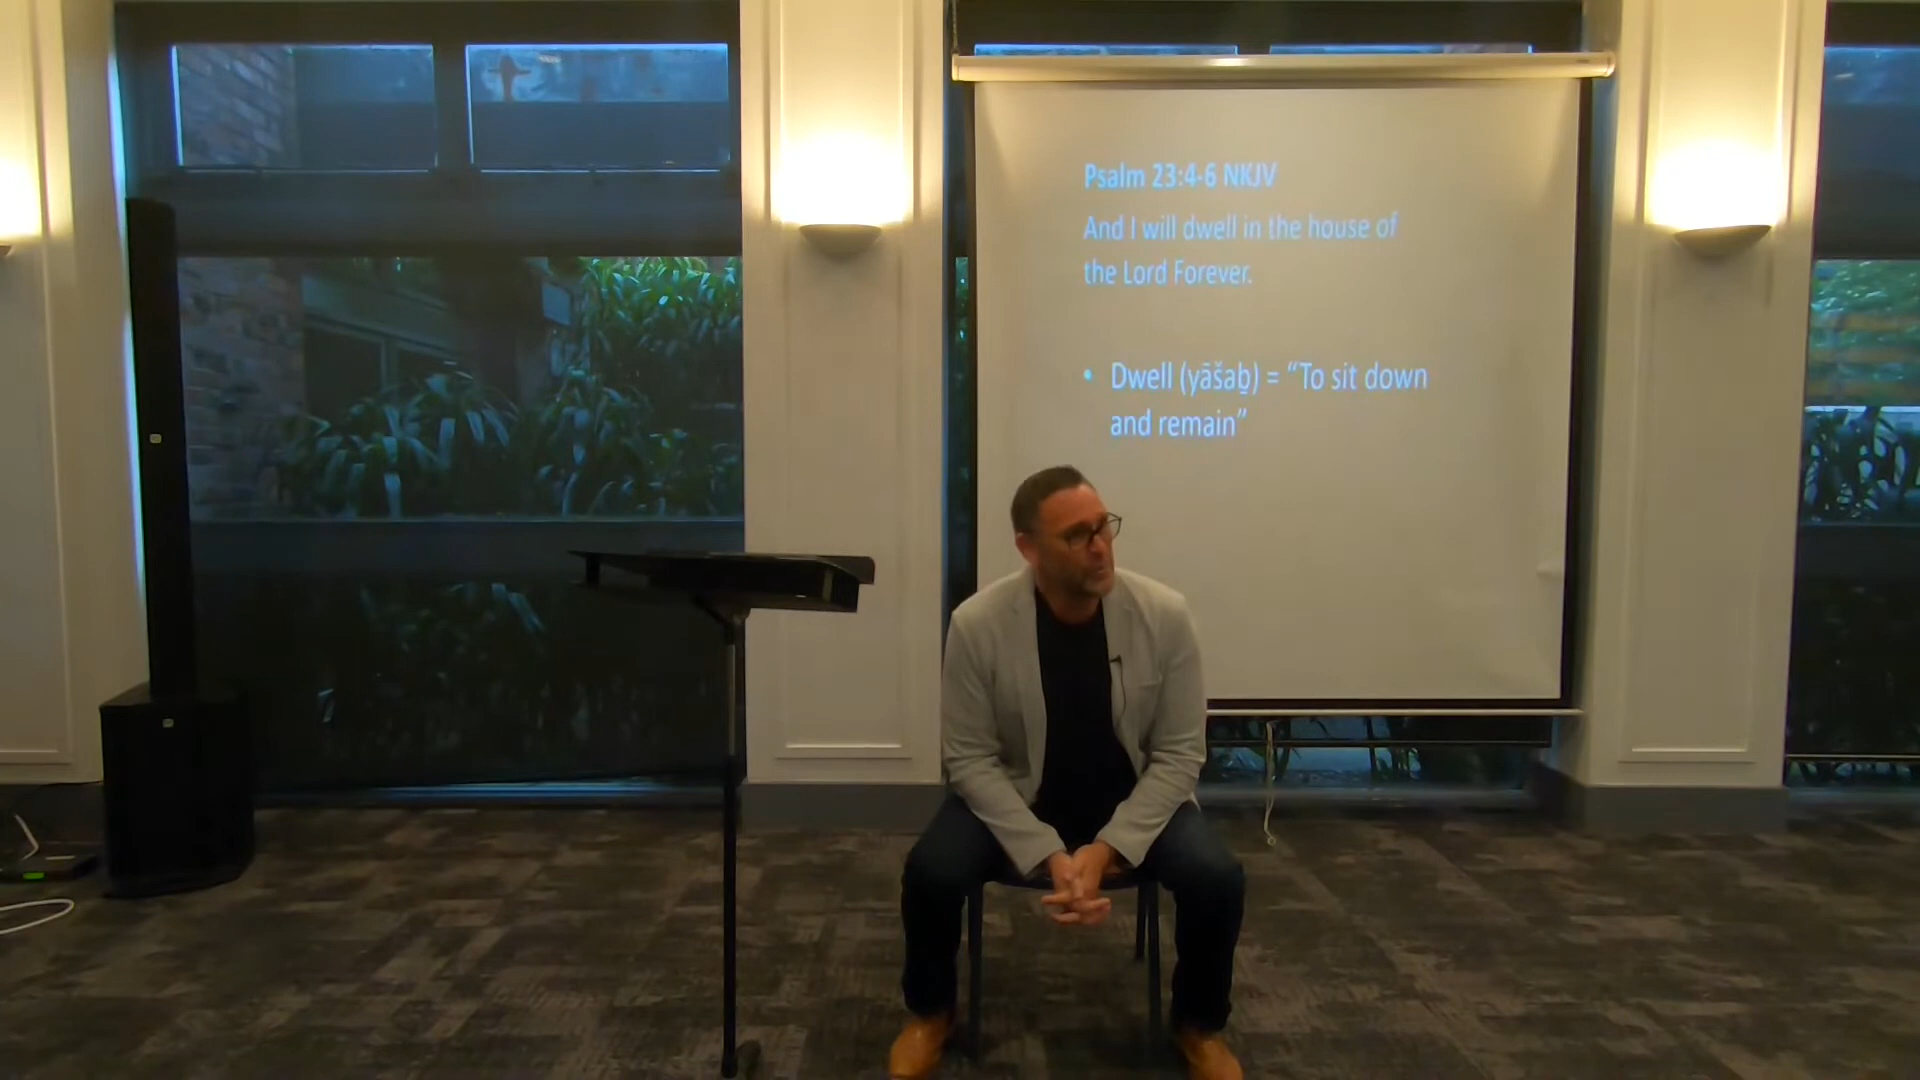 Psalm 23:4-6 NKJV
And I will dwell in the house of
the Lord Forever.
• Dwell (yāšaḇ) = “To sit down
and remain”